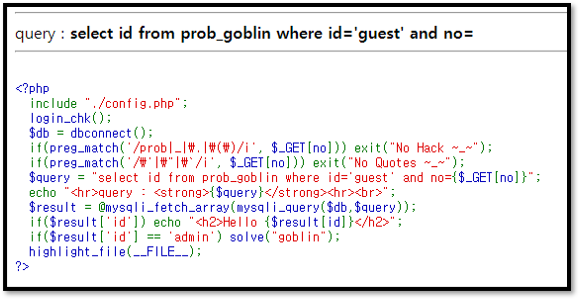 query : select id from prob_goblin where id='guest' and no=
<?php
include "./config.php";
login_chk();
$db = dbconnect();
if(preg_match('/prob|_|₩.|₩(₩)/i', $_GET[no])) exit("No Hack ~_~");
if(preg_match('/₩'|₩"|₩`/i', $_GET[no])) exit("No Quotes ~_~");
$query = "select id from prob_goblin where id='guest' and no={$_GET[no]}";
echo "<hr>query : <strong>{$query}</strong><hr><br>";
$result = @mysqli_fetch_array(mysqli_query($db,$query));
if($result['id']) echo "<h2>Hello {$result[id]}</h2>";
if($result['id'] == 'admin') solve("goblin");
highlight_file(__FILE__);
?>